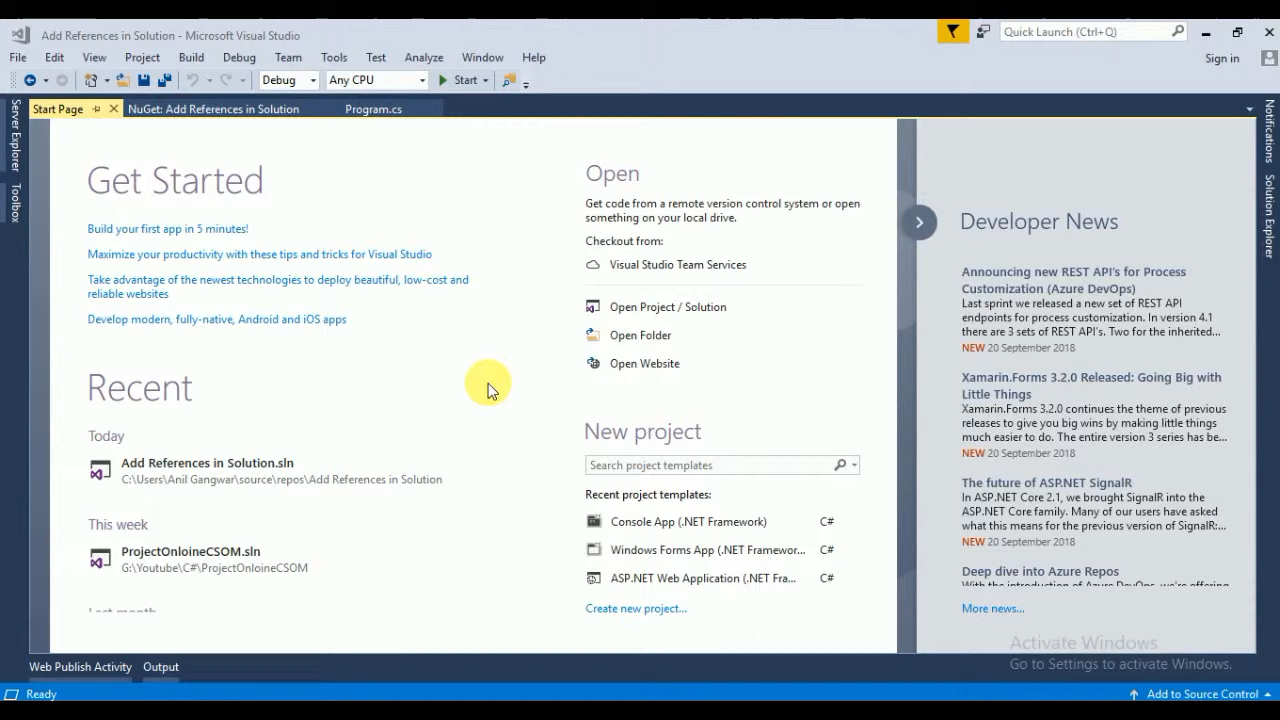 Add References in Solution - Microsoft Visual Studio
Quick Launch (Ctrl+Q)
File Edit View Project Build Debug Team Tools Test Analyze Window Help
Sign in
Debug Any CPU Start
Start Page NuGet: Add References in Solution Program.cs
Server Explorer
Toolbox
Get Started
Build your first app in 5 minutes!
Maximize your productivity with these tips and tricks for Visual Studio
Take advantage of the newest technologies to deploy beautiful, low-cost and
reliable websites
Develop modern, fully-native, Android and iOS apps
Recent
Today
Add References in Solution.sln
C:\Users\Anil Gangwar\source\repos\Add References in Solution
This week
ProjectOnloineCSOM.sln
G:\Youtube\C#\ProjectOnloineCSOM
Last month
Open
Get code from a remote version control system or open
something on your local drive.
Checkout from:
Visual Studio Team Services
Open Project / Solution
Open Folder
Open Website
New project
Search project templates
Recent project templates:
Console App (.NET Framework) C#
Windows Forms App (.NET Framewor... C#
ASP.NET Web Application (.NET Fra... C#
Create new project...
Developer News
Announcing new REST API's for Process
Customization (Azure DevOps)
Last sprint we released a new set of REST API
endpoints for process customization. In version 4.1
there are 3 sets of REST API's. Two for the inherited...
NEW 20 September 2018
Xamarin.Forms 3.2.0 Released: Going Big with
Little Things
Xamarin.Forms 3.2.0 continues the theme of previous
releases to give you big wins by making little things
much easier to do. The entire version 3 series has be...
NEW 20 September 2018
The future of ASP.NET SignalR
In ASP.NET Core 2.1, we brought SignalR into the
ASP.NET Core family. Many of our users have asked
what this means for the previous version of SignalR:...
NEW 20 September 2018
Deep dive into Azure Repos
With the introduction of Azure DevOps, we're offering
More news...
Notifications
Solution Explorer
Activate Windows
Go to Settings to activate Windows.
Web Publish Activity Output
Ready
Add to Source Control